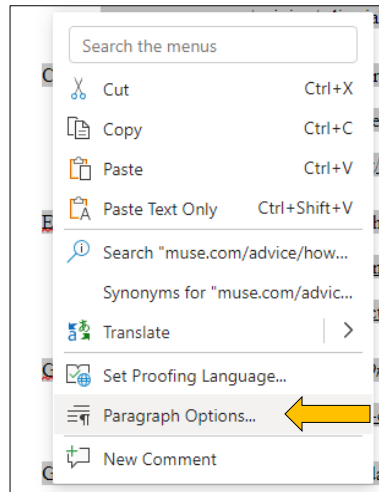 Search the menus
Cut Ctrl+X
Copy Ctrl+C
Paste Ctrl+V
Paste Text Only Ctrl+Shift+V
Search "muse.com/advice/how...
Synonyms for "muse.com/advic...
Translate
Set Proofing Language...
Paragraph Options...
New Comment